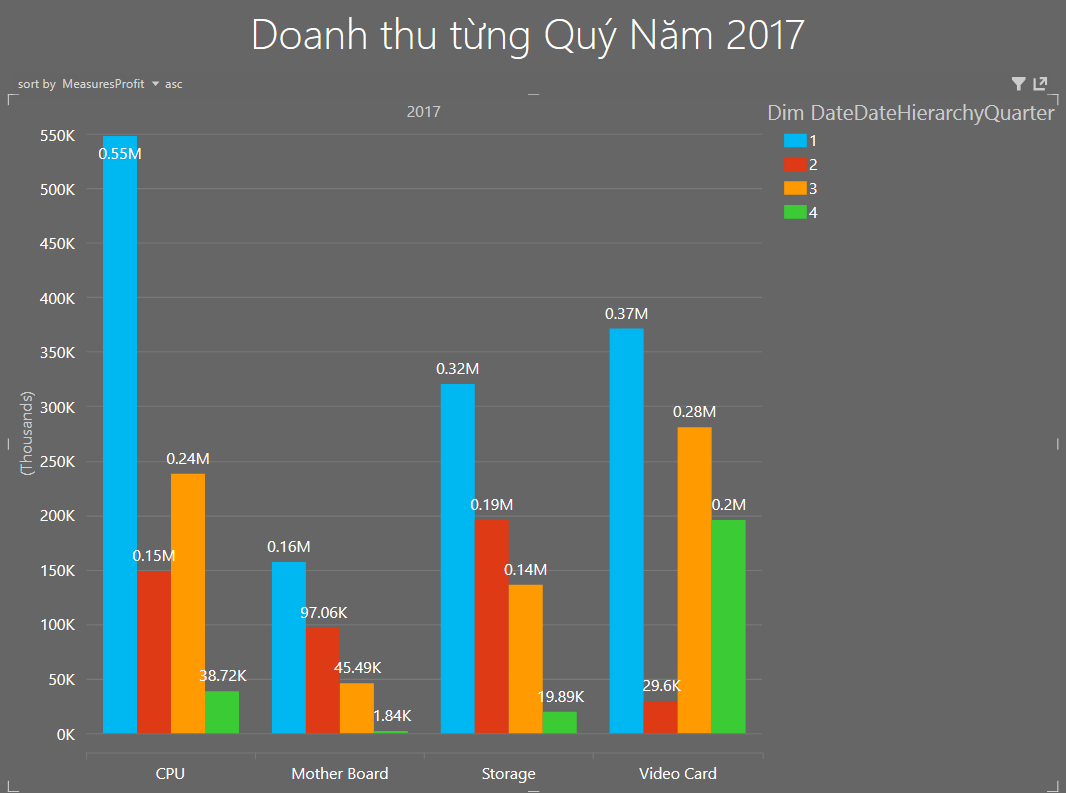 Doanh thu từng Quý Năm 2017
sort by MeasuresProfit asc
2017
Dim DateDateHierarchyQuarter
1
2
3
4
(Thousands)
550K
500K
450K
400K
350K
300K
250K
200K
150K
100K
50K
0K
0.55M
0.15M
0.24M
38.72K
0.16M
97.06K
45.49K
1.84K
0.32M
0.19M
0.14M
19.89K
0.37M
29.6K
0.28M
0.2M
CPU
Mother Board
Storage
Video Card